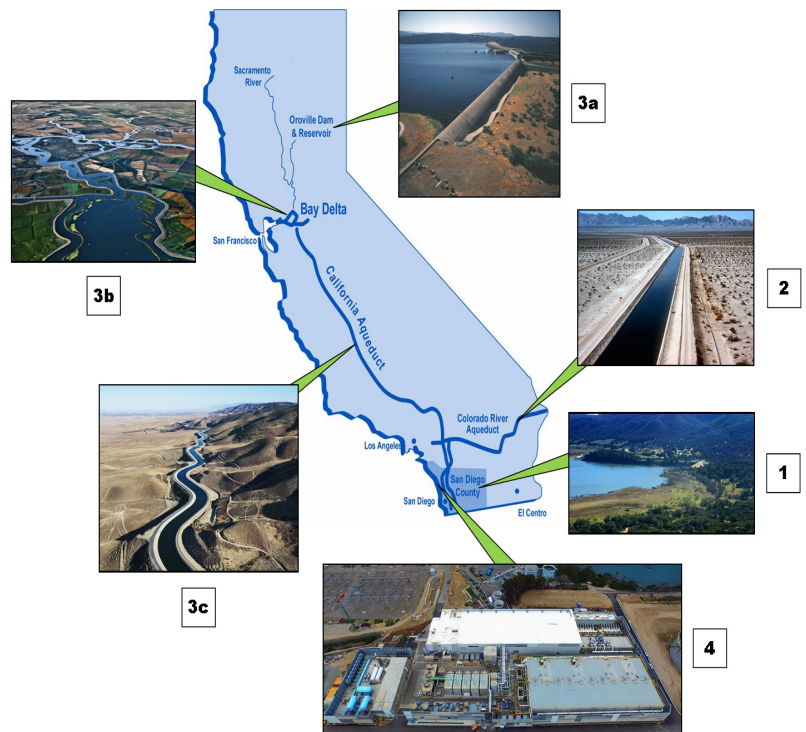 Sacramento
River
Oroville Dam
& Reservoir
3a
Bay Delta
San Francisco
3b
California Aqueduct
2
Colorado River
Aqueduct
Los Angeles
San Diego
County
1
San Diego
El Centro
3c
4